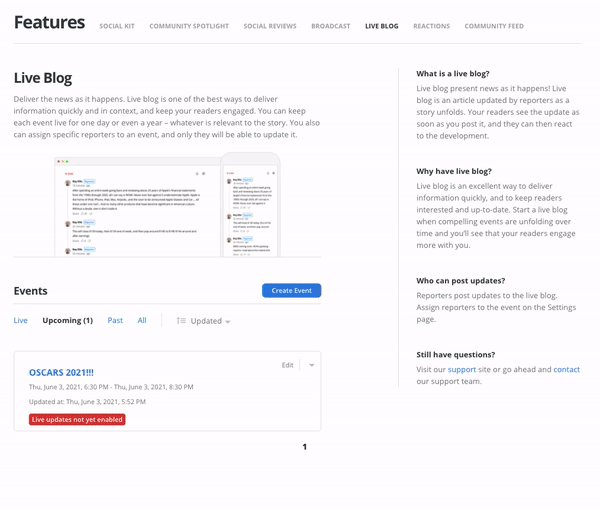 Features
SOCIAL KIT
COMMUNITY SPOTLIGHT
SOCIAL REVIEWS
BROADCAST
LIVE BLOG
REACTIONS
COMMUNITY FEED
Live Blog
Deliver the news as it happens. Live blog is one of the best ways to deliver
information quickly and in context, and keep your readers engaged. You can keep
each event live for one day or even a year – whatever is relevant to the story. You also
can assign specific reporters to an event, and only they will be able to update it.
Events
Create Event
Live
Upcoming (1)
Past
All
Updated
OSCARS 2021!!!
Edit
Thu, June 3, 2021, 6:30 PM - Thu, June 3, 2021, 8:30 PM
Updated at: Thu, June 3, 2021, 5:52 PM
Live updates not yet enabled
1
What is a live blog?
Live blog present news as it happens! Live
blog is an article updated by reporters as a
story unfolds. Your readers see the update as
soon as you post it, and they can then react
to the development.
Why have live blog?
Live blog is an excellent way to deliver
information quickly, and to keep readers
interested and up-to-date. Start a live blog
when compelling events are unfolding over
time and you'll see that your readers engage
more with you.
Who can post updates?
Reporters post updates to the live blog.
Assign reporters to the event on the Settings
page.
Still have questions?
Visit our support site or go ahead and contact
our support team.